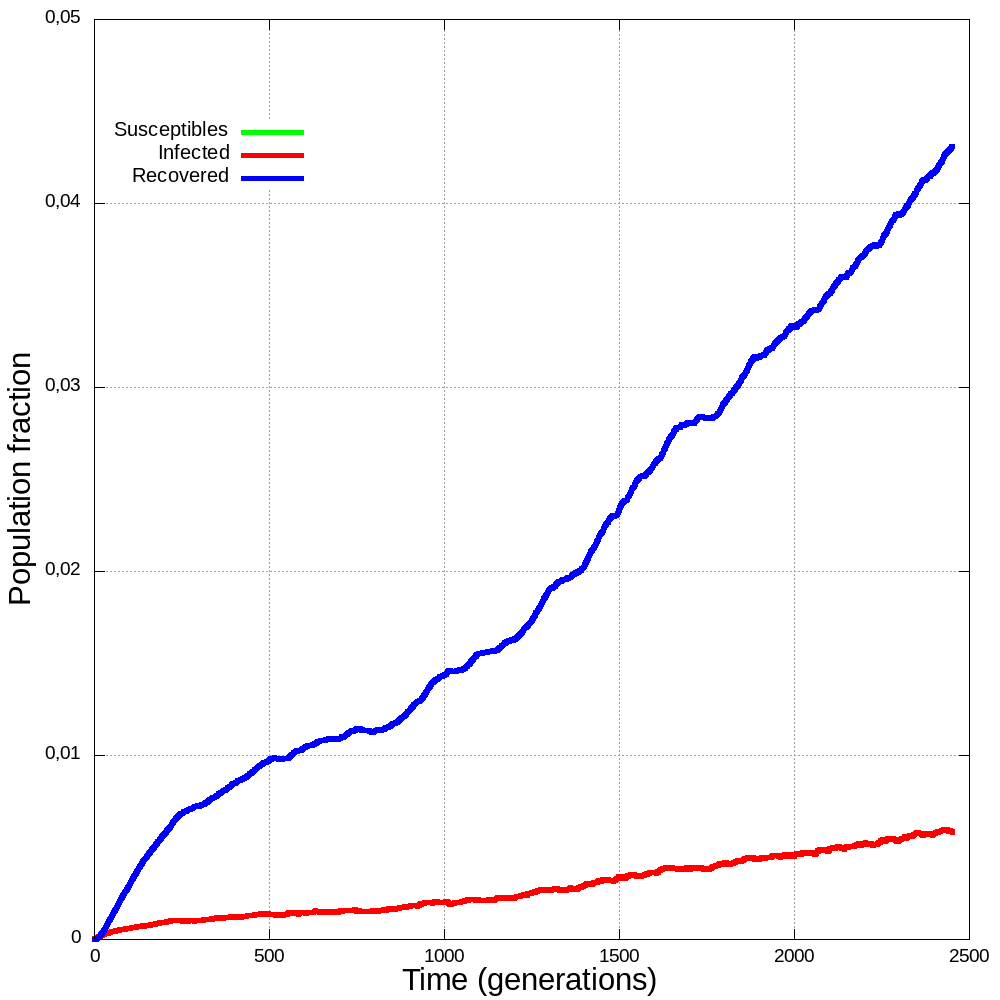 0,05
Susceptibles
Infected
Recovered
0,04
0,03
Population fraction
0,02
0,01
0
0 500 1000 1500 2000 2500
Time (generations)